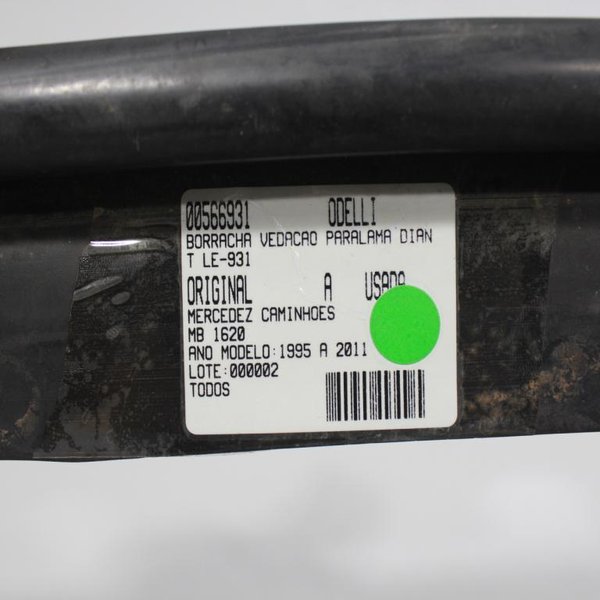 00566931 ODELLI
BORRACHA VEDACAO PARALAMA DIAN
T LE-931
ORIGINAL A USADA
MERCEDEZ CAMINHOES
MB 1620
ANO MODELO:1995 A 2011
LOTE:000002
TODOS